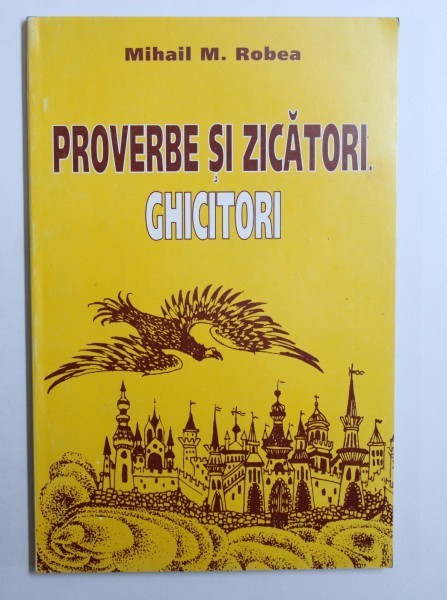 Mihail M. Robea
PROVERBE ȘI ZICĂTORI.
GHICITORI